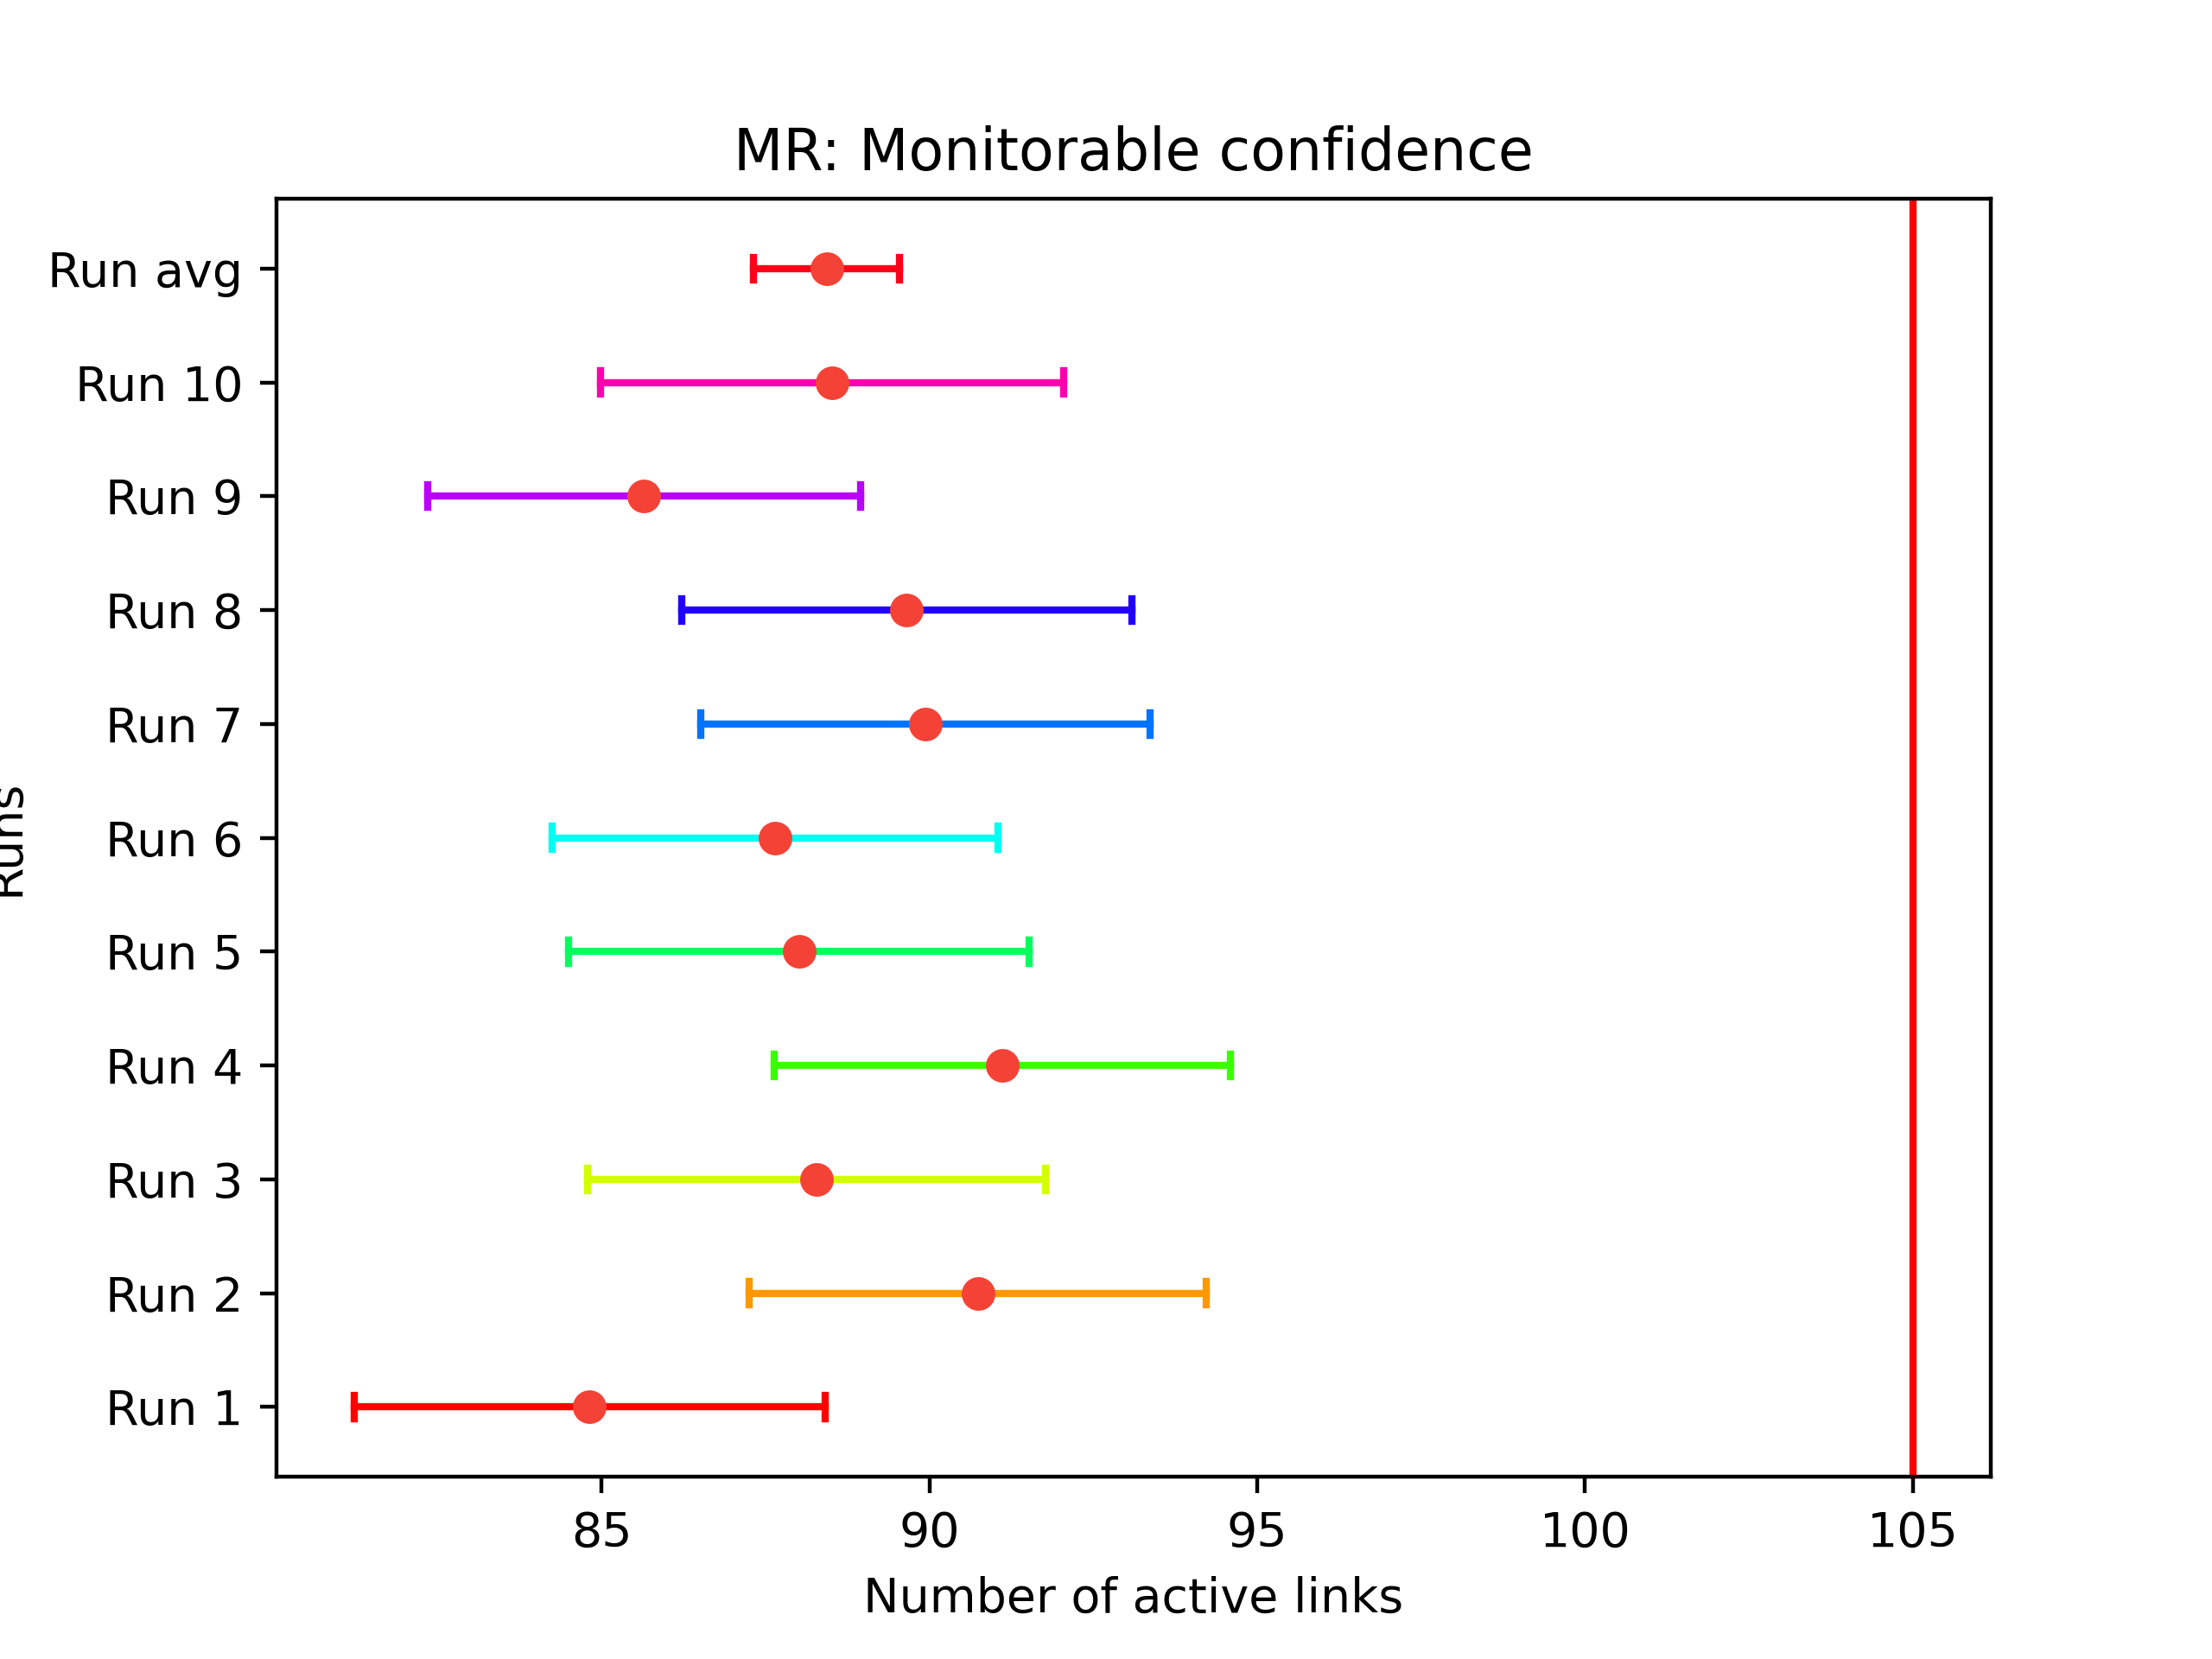 MR: Monitorable confidence
Run avg
Run 10
Run 9
Run 8
Run 7
Run 6
Run 5
Run 4
Run 3
Run 2
Run 1
Runs
85 90 95 100 105
Number of active links